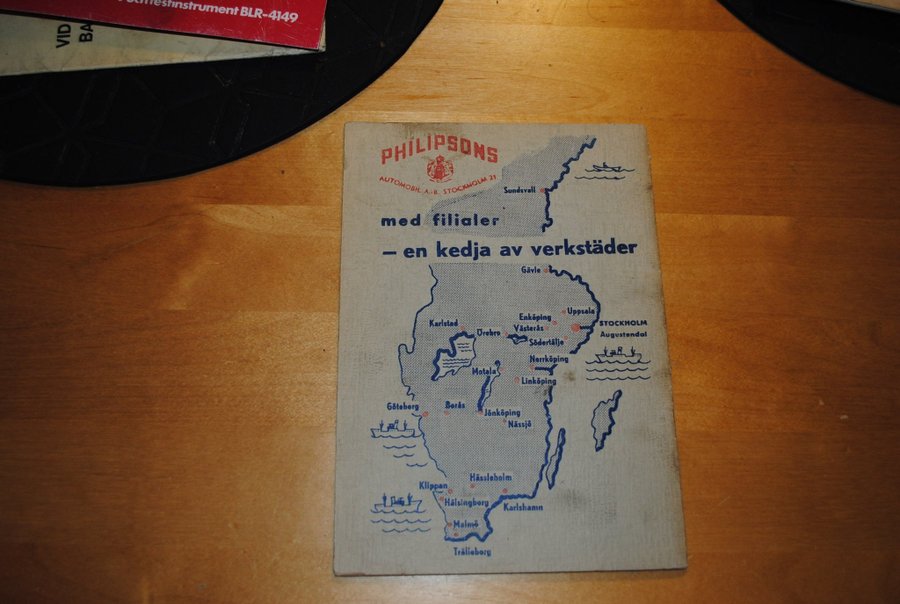 testinstrument BLR-4149
VID
BA
PHILIPSONS
AUTOMOBIL A.-B. STOCKHOLM 21
Sundsvall
med filialer
– en kedja av verkstäder
Gävle
Uppsala
Enköping
Karlstad
Örebro
Västerås
STOCKHOLM
Augustendal
Södertälje
Norrköping
Motala
Linköping
Göteborg
Borås
Jönköping
Nässjö
Hässleholm
Klippan
Hälsingborg
Karlshamn
Malmö
Trälleborg